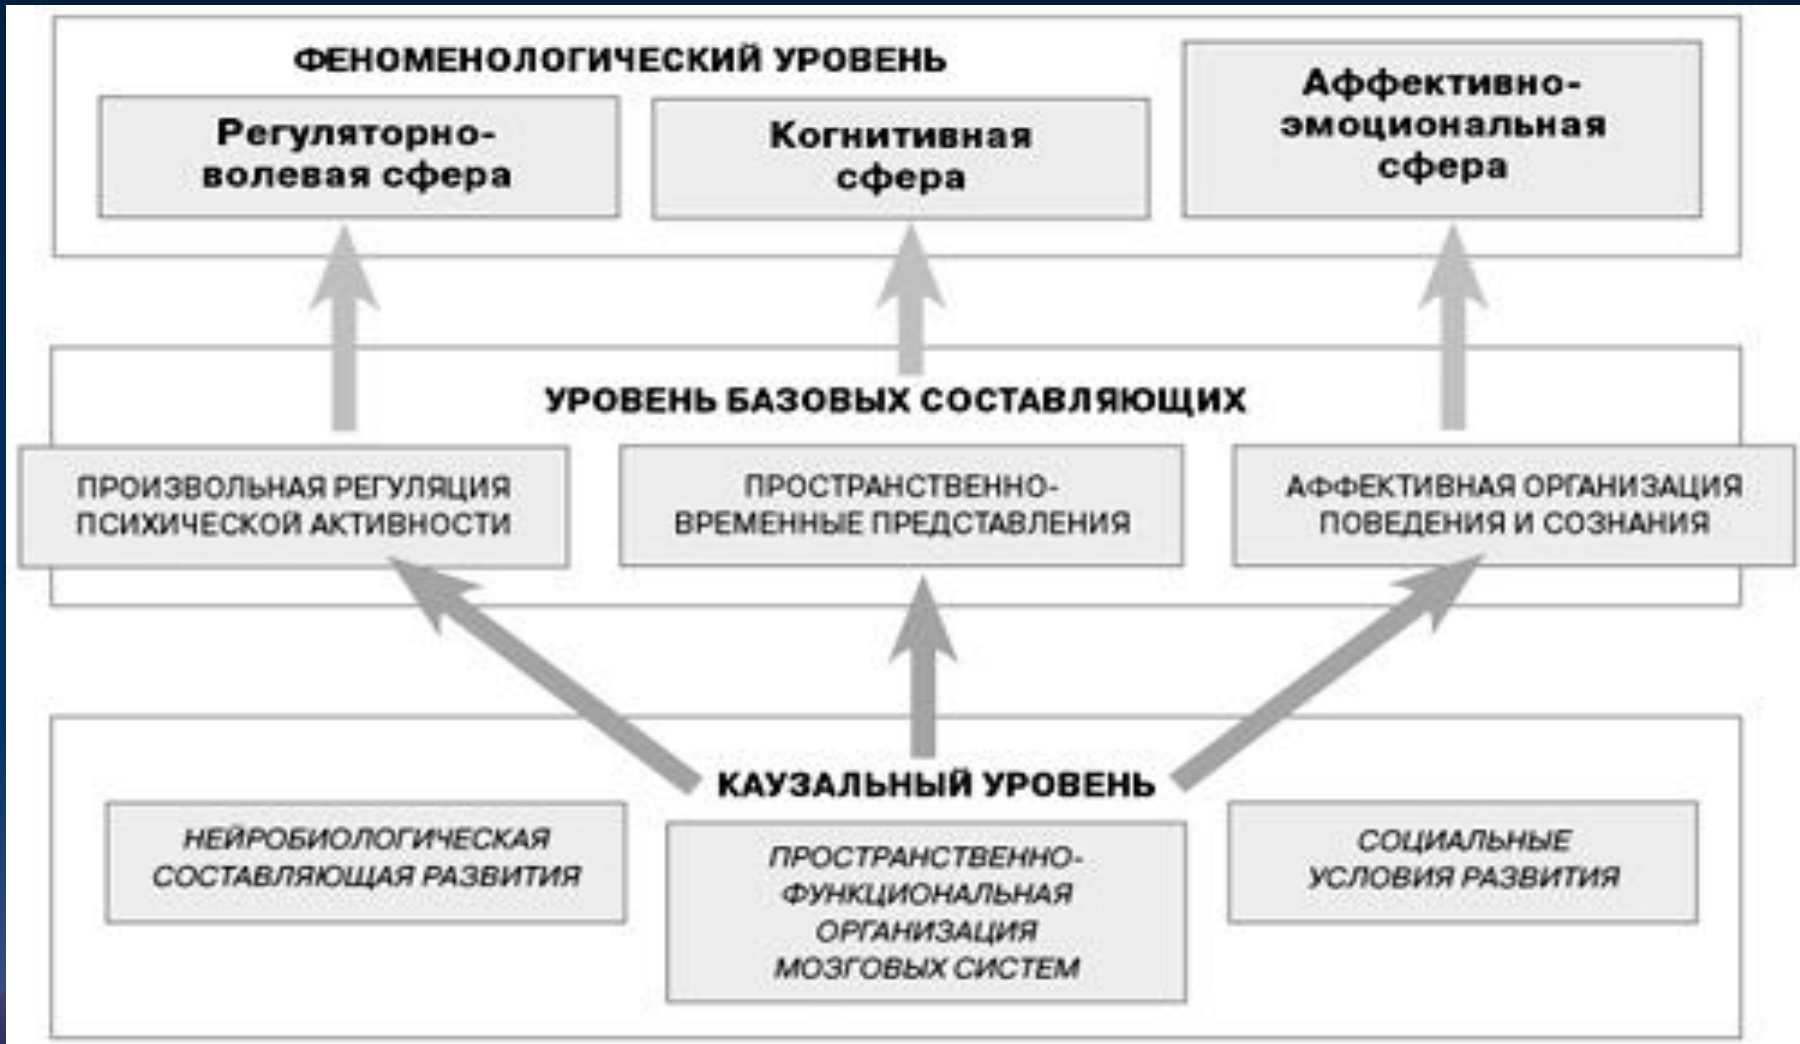 ФЕНОМЕНОЛОГИЧЕСКИЙ УРОВЕНЬ
Регуляторно-
волевая сфера
Когнитивная
сфера
Аффективно-
эмоциональная
сфера
УРОВЕНЬ БАЗОВЫХ СОСТАВЛЯЮЩИХ
ПРОИЗВОЛЬНАЯ РЕГУЛЯЦИЯ
ПСИХИЧЕСКОЙ АКТИВНОСТИ
ПРОСТРАНСТВЕННО-
ВРЕМЕННЫЕ ПРЕДСТАВЛЕНИЯ
АФФЕКТИВНАЯ ОРГАНИЗАЦИЯ
ПОВЕДЕНИЯ И СОЗНАНИЯ
КАУЗАЛЬНЫЙ УРОВЕНЬ
НЕЙРОБИОЛОГИЧЕСКАЯ
СОСТАВЛЯЮЩАЯ РАЗВИТИЯ
ПРОСТРАНСТВЕННО-
ФУНКЦИОНАЛЬНАЯ
ОРГАНИЗАЦИЯ
МОЗГОВЫХ СИСТЕМ
СОЦИАЛЬНЫЕ
УСЛОВИЯ РАЗВИТИЯ